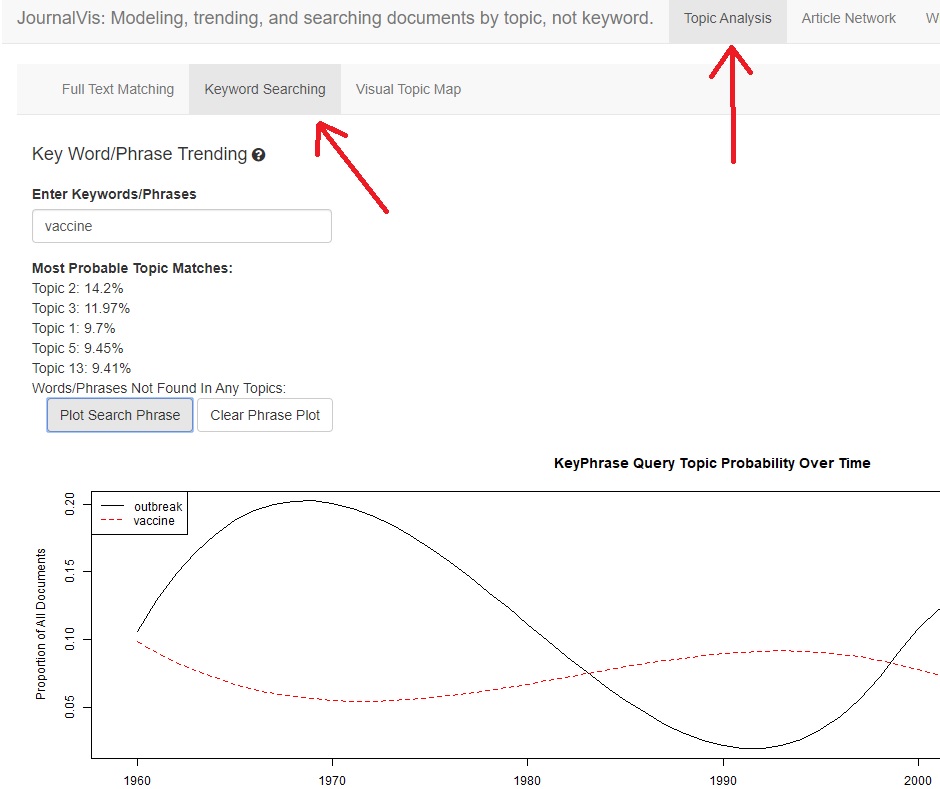 JournalVis: Modeling, trending, and searching documents by topic, not keyword. Topic Analysis Article Network W
Full Text Matching Keyword Searching Visual Topic Map
Key Word/Phrase Trending ?
Enter Keywords/Phrases
vaccine
Most Probable Topic Matches:
Topic 2: 14.2%
Topic 3: 11.97%
Topic 1: 9.7%
Topic 5: 9.45%
Topic 13: 9.41%
Words/Phrases Not Found In Any Topics:
Plot Search Phrase Clear Phrase Plot
KeyPhrase Query Topic Probability Over Time
outbreak
vaccine
Proportion of All Documents
0.20
0.15
0.10
0.05
1960 1970 1980 1990 2000